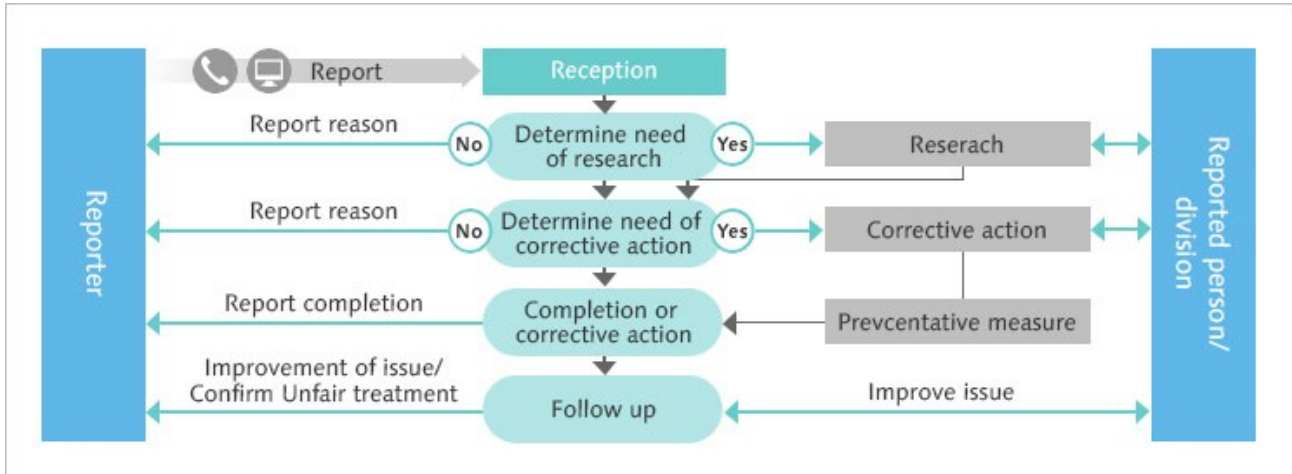 Reporter
Report
Reception
Report reason
No
Determine need
of research
Yes
Reserach
Report reason
No
Determine need of
corrective action
Yes
Corrective action
Report completion
Completion or
corrective action
Prevcentative measure
Improvement of issue/
Confirm Unfair treatment
Follow up
Improve issue
Reported person/
division